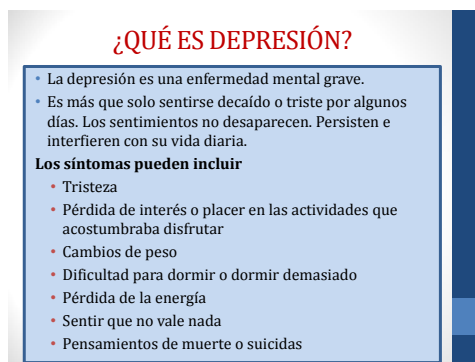 ¿QUÉ ES DEPRESIÓN?
• La depresión es una enfermedad mental grave.
• Es más que solo sentirse decaído o triste por algunos
días. Los sentimientos no desaparecen. Persisten e
interfieren con su vida diaria.
Los síntomas pueden incluir
• Tristeza
• Pérdida de interés o placer en las actividades que
acostumbraba disfrutar
• Cambios de peso
• Dificultad para dormir o dormir demasiado
• Pérdida de la energía
• Sentir que no vale nada
• Pensamientos de muerte o suicidas